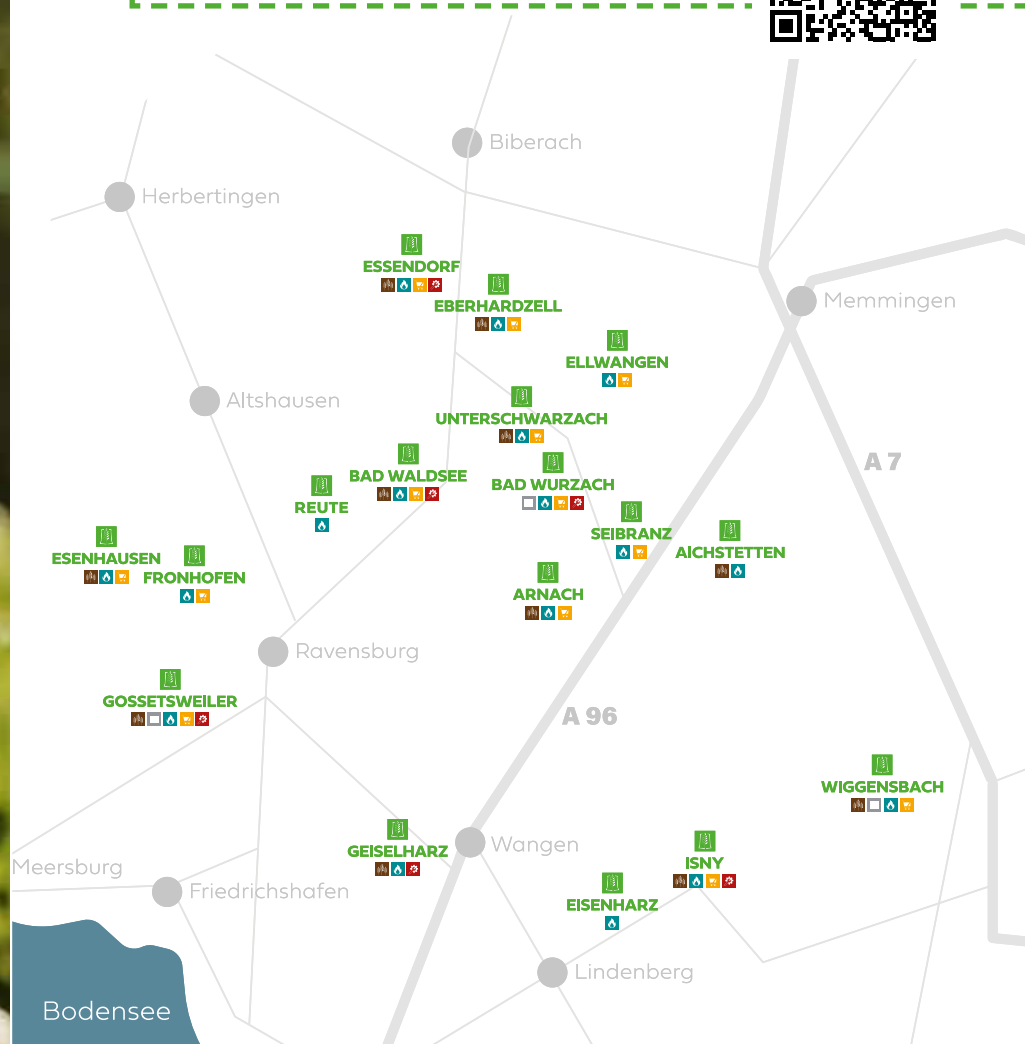 Biberach
Herbertingen
ESSENDORF
EBERHARDZELL
Memmingen
ELLWANGEN
Altshausen
UNTERSCHWARZACH
A 7
BAD WALDSEE
BAD WURZACH
REUTE
SEIBRANZ
AICHSTETTEN
ESENHAUSEN
FRONHOFEN
ARNACH
Ravensburg
GOSSETSWEILER
A 96
WIGGENSBACH
Wangen
GEISELHARZ
ISNY
Meersburg
Friedrichshafen
EISENHARZ
Lindenberg
Bodensee